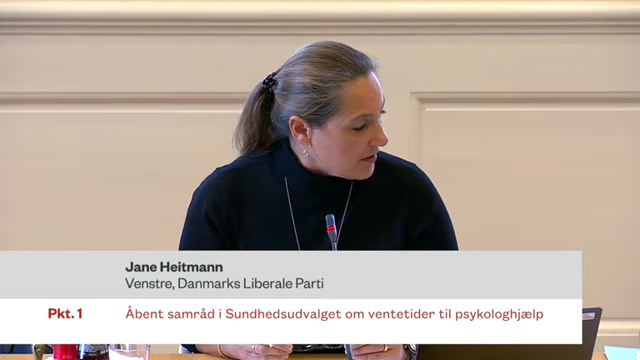 Jane Heitmann
Venstre, Danmarks Liberale Parti
Pkt. 1 Åbent samråd i Sundhedsudvalget om ventetider til psykologhjælp